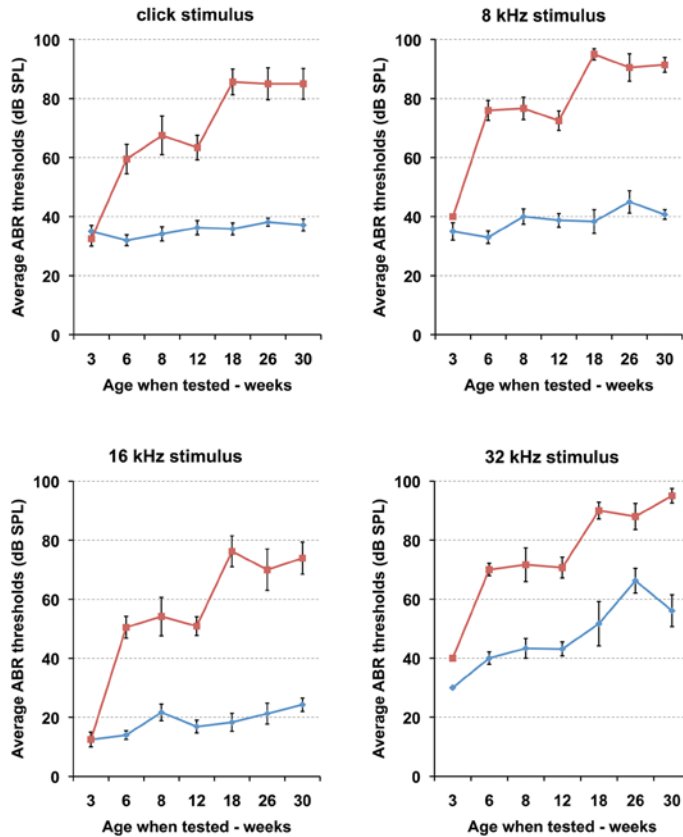 click stimulus
Average ABR thresholds (dB SPL)
100
80
60
40
20
0
3 6 8 12 18 26 30
Age when tested - weeks
8 kHz stimulus
Average ABR thresholds (dB SPL)
100
80
60
40
20
0
3 6 8 12 18 26 30
Age when tested - weeks
16 kHz stimulus
Average ABR thresholds (dB SPL)
100
80
60
40
20
0
3 6 8 12 18 26 30
Age when tested - weeks
32 kHz stimulus
Average ABR thresholds (dB SPL)
100
80
60
40
20
0
3 6 8 12 18 26 30
Age when tested - weeks